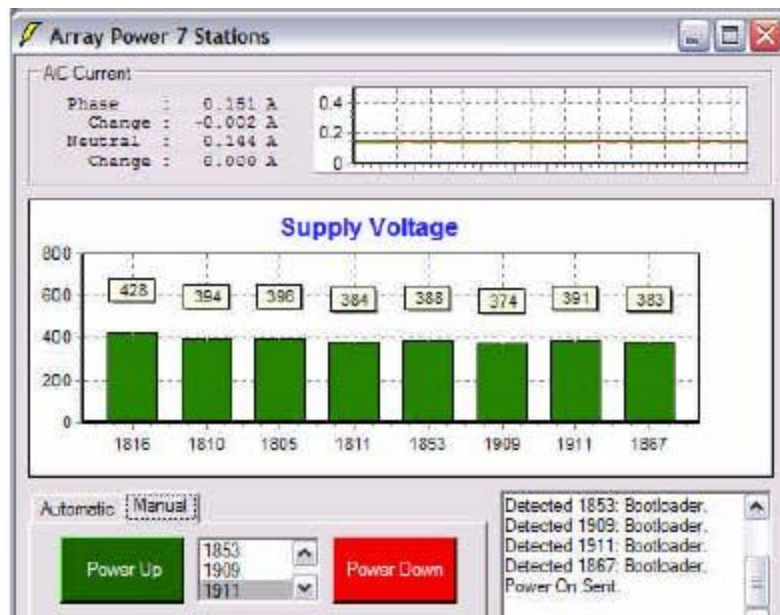 Array Power 7 Stations
A/C Current
Phase : 0.151 A
Change : -0.002 A
Neutral : 0.144 A
Change : 0.000 A
0.4
0.2
0
Supply Voltage
800
600
400
200
0
428 394 396 384 388 374 391 383
1816 1810 1805 1811 1853 1909 1911 1867
Automatic Manual
Power Up
1853
1909
1911
Power Down
Detected 1853: Bootloader.
Detected 1909: Bootloader.
Detected 1911: Bootloader.
Detected 1867: Bootloader.
Power On Sent.